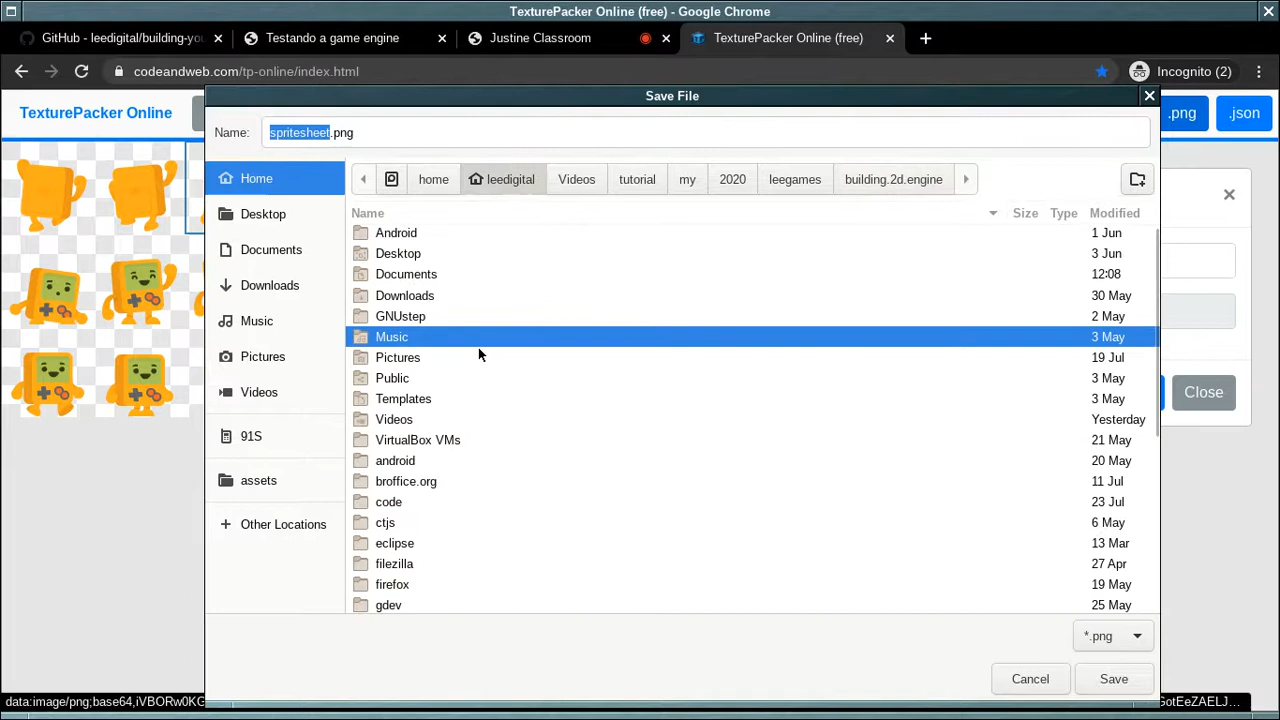 TexturePacker Online (free) - Google Chrome
GitHub - leedigital/building-yo
Testando a game engine
Justine Classroom
TexturePacker Online (free)
codeandweb.com/tp-online/index.html
Incognito (2)
TexturePacker Online
.png
.json
Save File
Name:
spritesheet.png
Home
Desktop
Documents
Downloads
Music
Pictures
Videos
91S
assets
Other Locations
home
leedigital
Videos
tutorial
my
2020
leegames
building.2d.engine
Name Size Type Modified
Android 1 Jun
Desktop 3 Jun
Documents 12:08
Downloads 30 May
GNUstep 2 May
Music 3 May
Pictures 19 Jul
Public 3 May
Templates 3 May
Videos Yesterday
VirtualBox VMs 21 May
android 20 May
broffice.org 11 Jul
code 23 Jul
ctjs 6 May
eclipse 13 Mar
filezilla 27 Apr
firefox 19 May
gdev 25 May
*.png
Cancel
Save
Close
data:image/png;base64,iVBORw0KG
GotEeZAELJ...